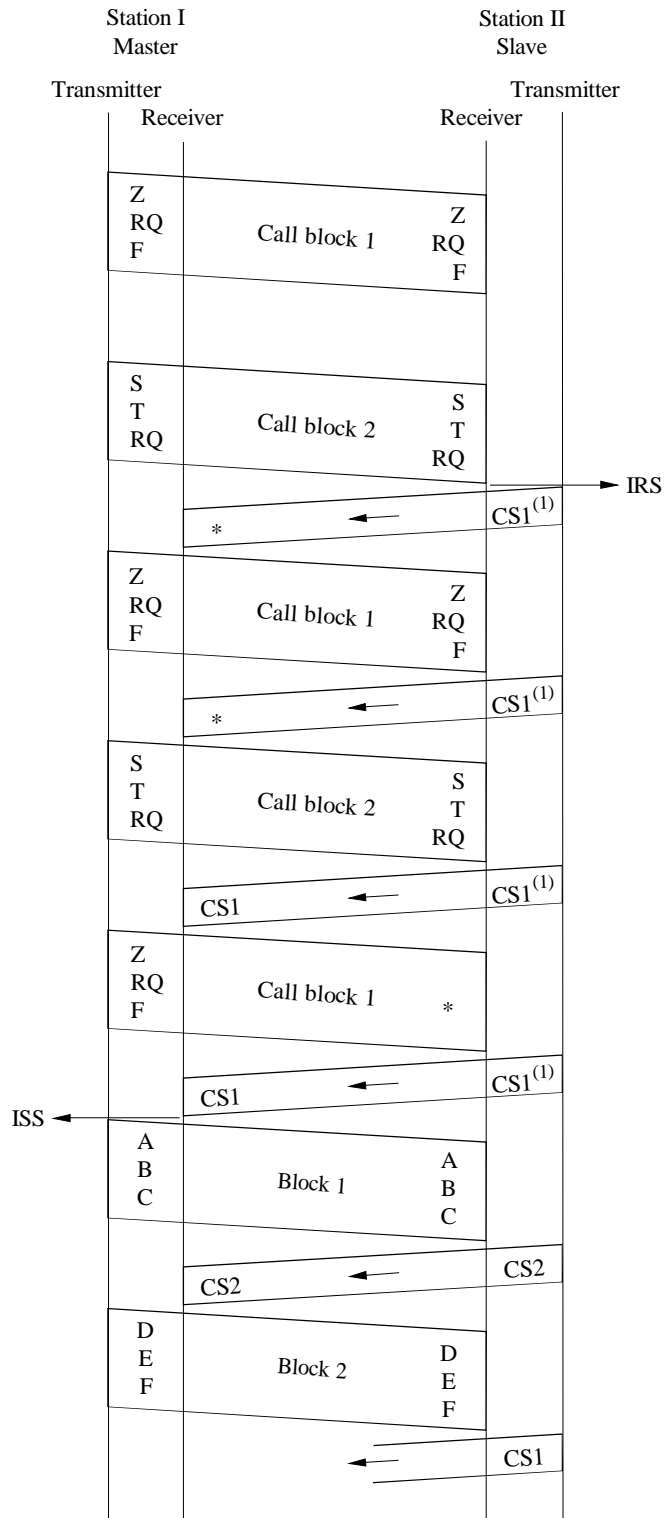 Station I
Master
Station II
Slave
Transmitter
Transmitter
Receiver
Receiver
Z
RQ
F
Call block 1
Z
RQ
F
S
T
RQ
Call block 2
S
T
RQ
IRS
*
CS1(1)
Z
RQ
F
Call block 1
Z
RQ
F
*
CS1(1)
S
T
RQ
Call block 2
S
T
RQ
CS1
CS1(1)
Z
RQ
F
Call block 1
*
CS1
CS1(1)
ISS
A
B
C
Block 1
A
B
C
CS2
CS2
D
E
F
Block 2
D
E
F
CS1